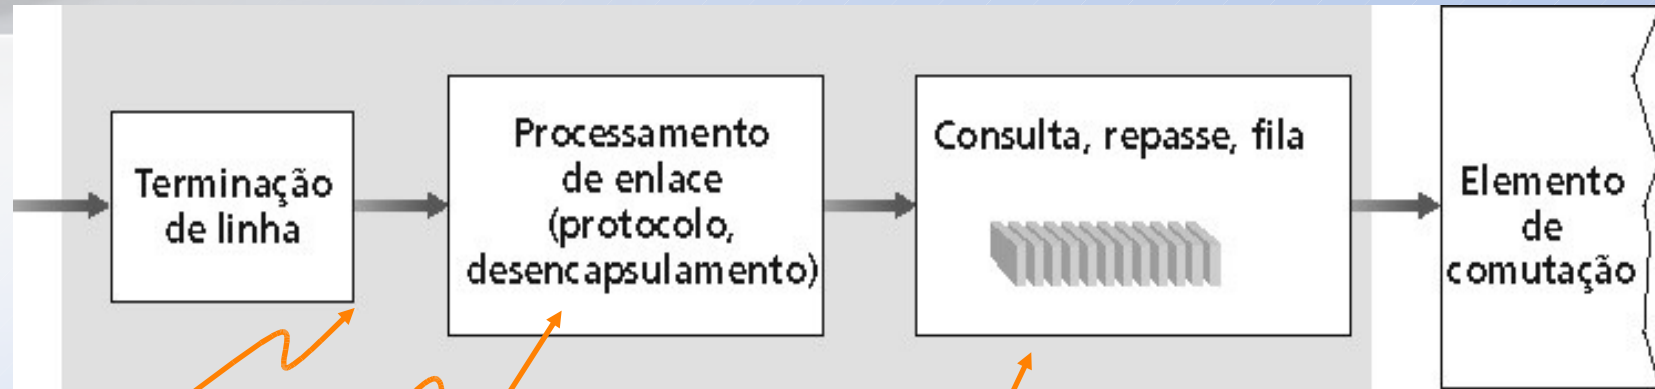 Terminação
de linha
Processamento
de enlace
(protocolo,
desencapsulamento)
Consulta, repasse, fila
Elemento
de
comutação